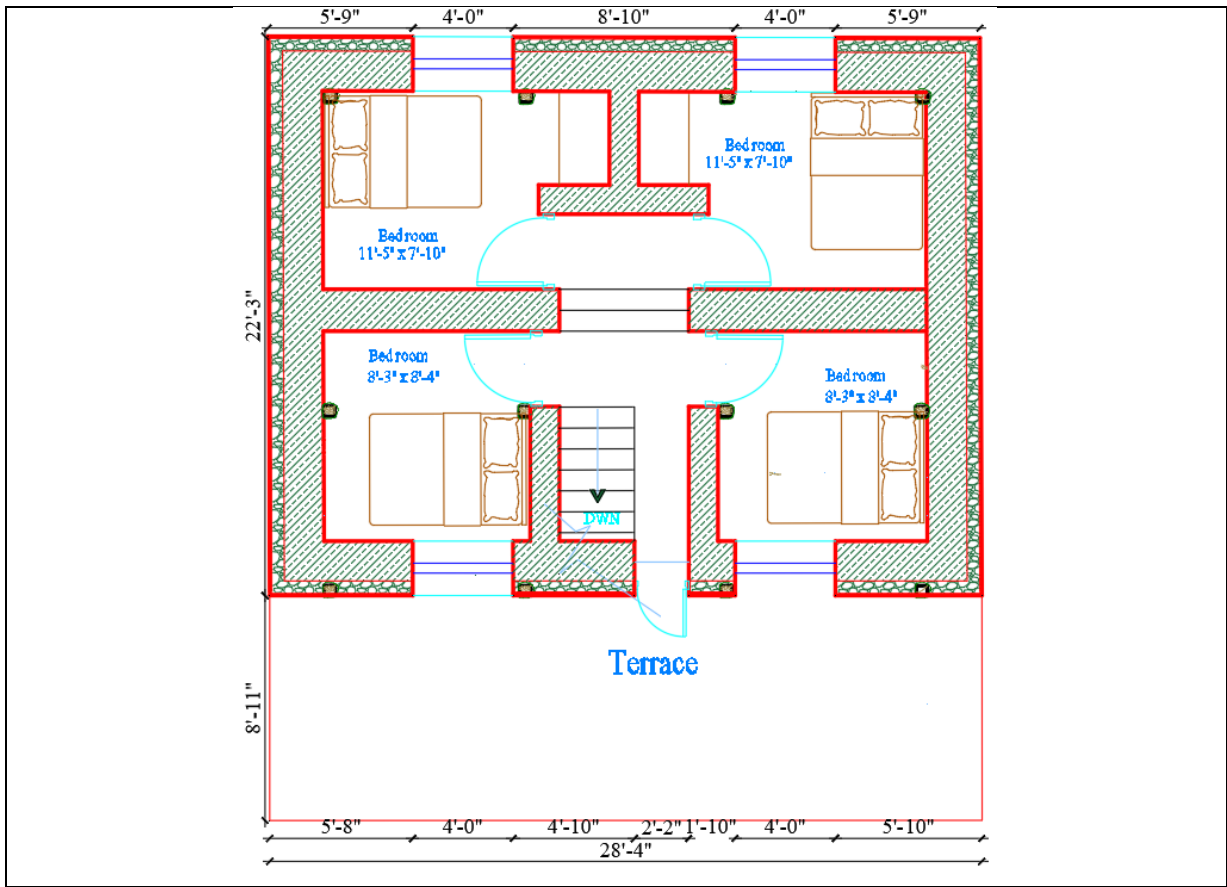 5'-9"
4'-0"
8'-10"
4'-0"
5'-9"
Bedroom
11'-5" x 7'-10"
Bedroom
11'-5" x 7'-10"
22'-3"
Bedroom
8'-3" x 8'-4"
Bedroom
8'-3" x 8'-4"
DWN
Terrace
8'-11"
5'-8"
4'-0"
4'-10"
2'-2"
1'-10"
4'-0"
5'-10"
28'-4"